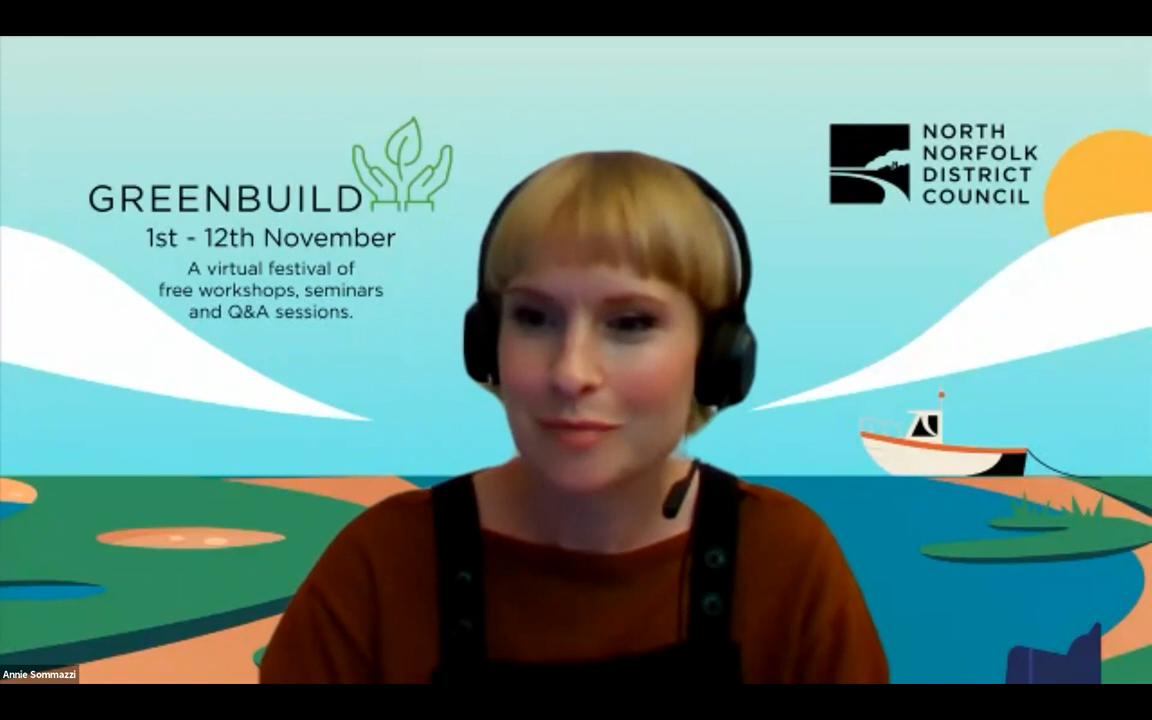 GREENBUILD
1st - 12th November
A virtual festival of
free workshops, seminars
and Q&A sessions.
NORTH
NORFOLK
DISTRICT
COUNCIL
Annie Sommazzi